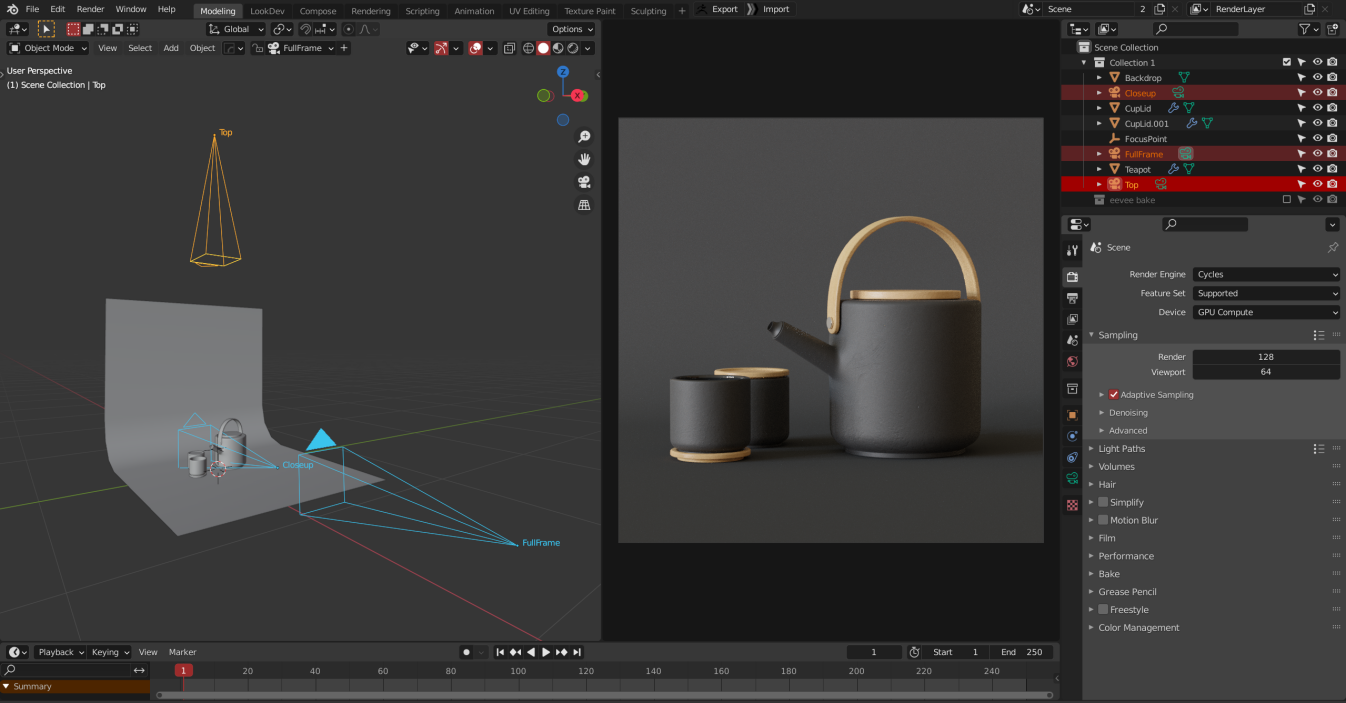 File Edit Render Window Help Modeling LookDev Compose Rendering Scripting Animation UV Editing Texture Paint Sculpting + Export Import Scene 2 RenderLayer
Global Options
Object Mode View Select Add Object FullFrame +
User Perspective
(1) Scene Collection | Top
Z
X
Top
Closeup
FullFrame
Scene Collection
Collection 1
Backdrop
Closeup
CupLid
CupLid.001
FocusPoint
FullFrame
Teapot
Top
eevee bake
Scene
Render Engine Cycles
Feature Set Supported
Device GPU Compute
Sampling
Render 128
Viewport 64
Adaptive Sampling
Denoising
Advanced
Light Paths
Volumes
Hair
Simplify
Motion Blur
Film
Performance
Bake
Grease Pencil
Freestyle
Color Management
Playback Keying View Marker 1 Start 1 End 250
1 20 40 60 80 100 120 140 160 180 200 220 240
Summary